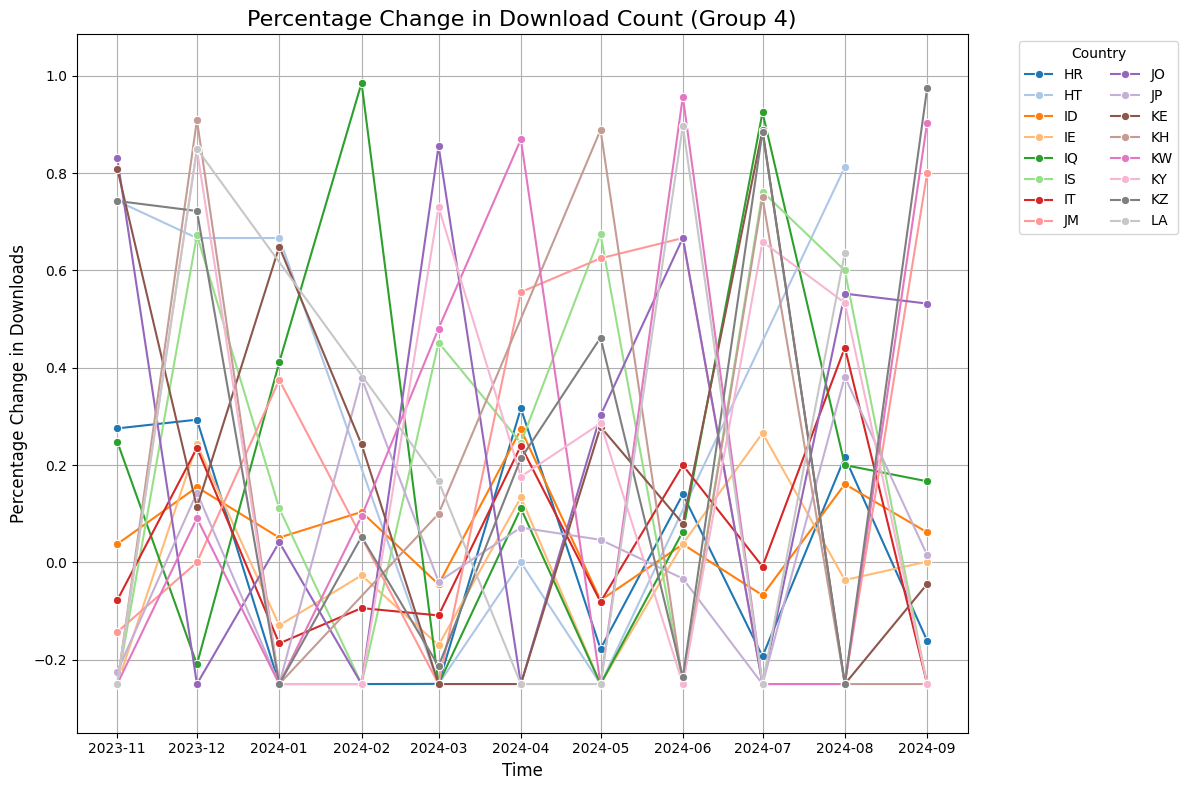 Percentage Change in Download Count (Group 4)
Percentage Change in Downloads
1.0
0.8
0.6
0.4
0.2
0.0
−0.2
2023-11 2023-12 2024-01 2024-02 2024-03 2024-04 2024-05 2024-06 2024-07 2024-08 2024-09
Time
Country
HR JO
HT JP
ID KE
IE KH
IQ KW
IS KY
IT KZ
JM LA